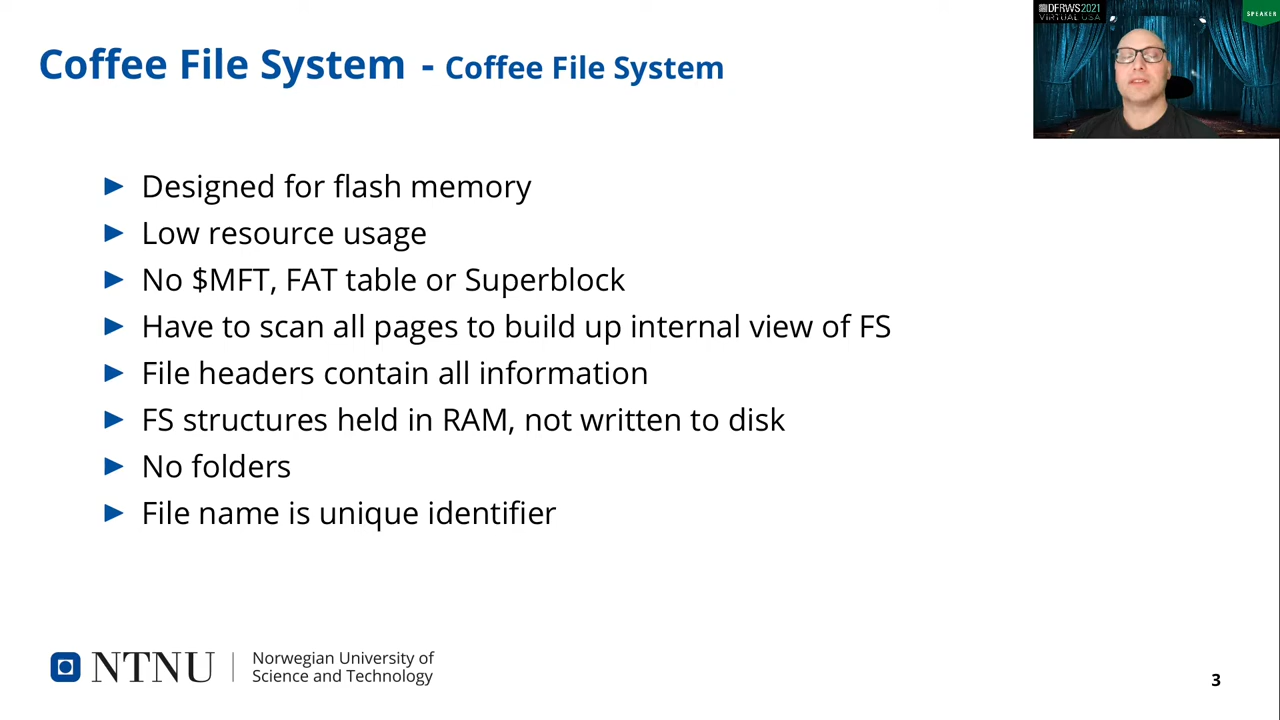 Coffee File System - Coffee File System
DFRWS2021
VIRTUAL USA
SPEAKER
Designed for flash memory
Low resource usage
No $MFT, FAT table or Superblock
Have to scan all pages to build up internal view of FS
File headers contain all information
FS structures held in RAM, not written to disk
No folders
File name is unique identifier
NTNU
Norwegian University of
Science and Technology
3